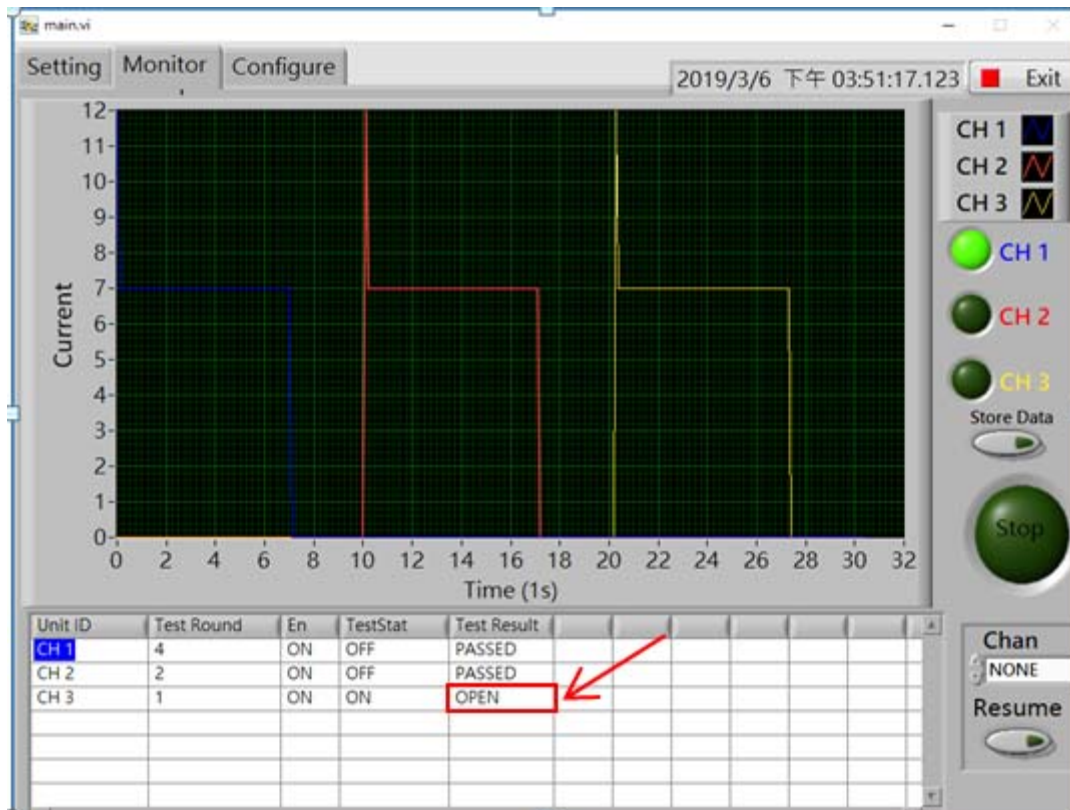 main.vi
Setting Monitor Configure
2019/3/6 下午 03:51:17.123 Exit
CH 1
CH 2
CH 3
CH 1
CH 2
CH 3
Store Data
Stop
12
11
10
9
8
7
6
5
4
3
2
1
0
Current
0 2 4 6 8 10 12 14 16 18 20 22 24 26 28 30 32
Time (1s)
Unit ID Test Round En TestStat Test Result
CH 1 4 ON OFF PASSED
CH 2 2 ON OFF PASSED
CH 3 1 ON ON OPEN
Chan
NONE
Resume